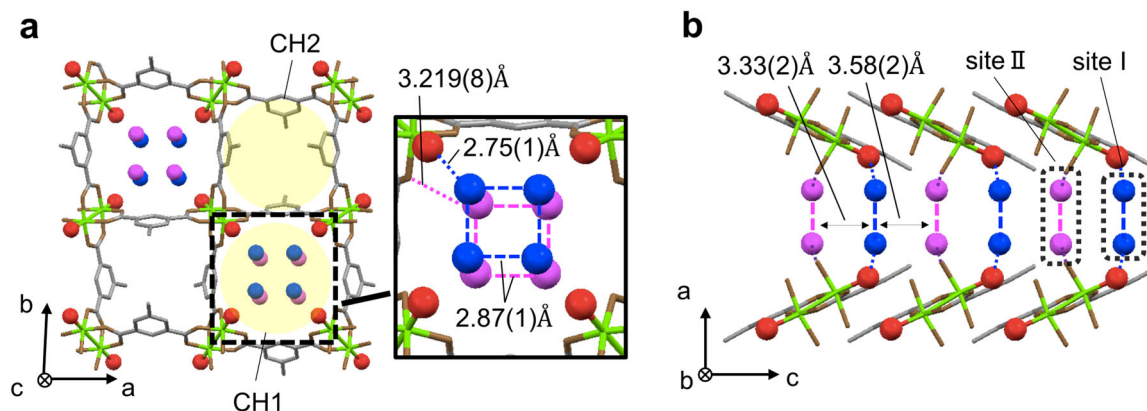 a
CH2
3.219(8)Å
2.75(1)Å
2.87(1)Å
CH1
b
c
a
b
3.33(2)Å
3.58(2)Å
site Ⅱ
site I
a
b
c